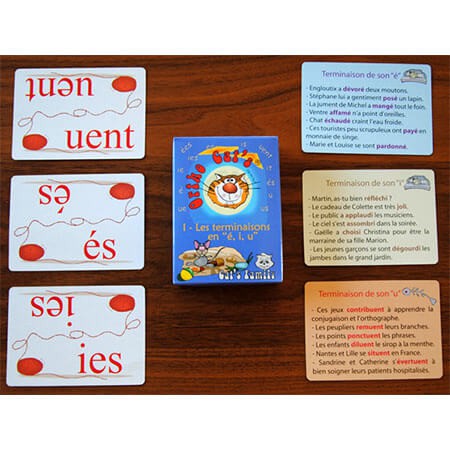 uent
uent
és
és
ies
ies
Ortho Cat's
1 - Les terminaisons
en "é, i, u"
Cat's Family
Terminaison de son "é"
- Engloutix a dévoré deux moutons.
- Stéphane lui a gentiment posé un lapin.
- La jument de Michel a mangé tout le foin.
- Ventre affamé n'a point d'oreilles.
- Chat échaudé craint l'eau froide.
- Ces touristes peu scrupuleux ont payé en
monnaie de singe.
- Marie et Louise se sont pardonné.
Terminaison de son "i"
- Martin, as-tu bien réfléchi ?
- Le cadeau de Colette est très joli.
- Le public a applaudi les musiciens.
- Le ciel s'est assombri dans la soirée.
- Gaëlle a choisi Christina pour être la
marraine de sa fille Marion.
- Les jeunes garçons se sont dégourdi les
jambes dans le grand jardin.
Terminaison de son "u"
- Ces jeux contribuent à apprendre la
conjugaison et l'orthographe.
- Les peupliers remuent leurs branches.
- Les points ponctuent les phrases.
- Les enfants diluent le sirop à la menthe.
- Nantes et Lille se situent en France.
- Sandrine et Catherine s'évertuent à
bien soigner leurs patients hospitalisés.